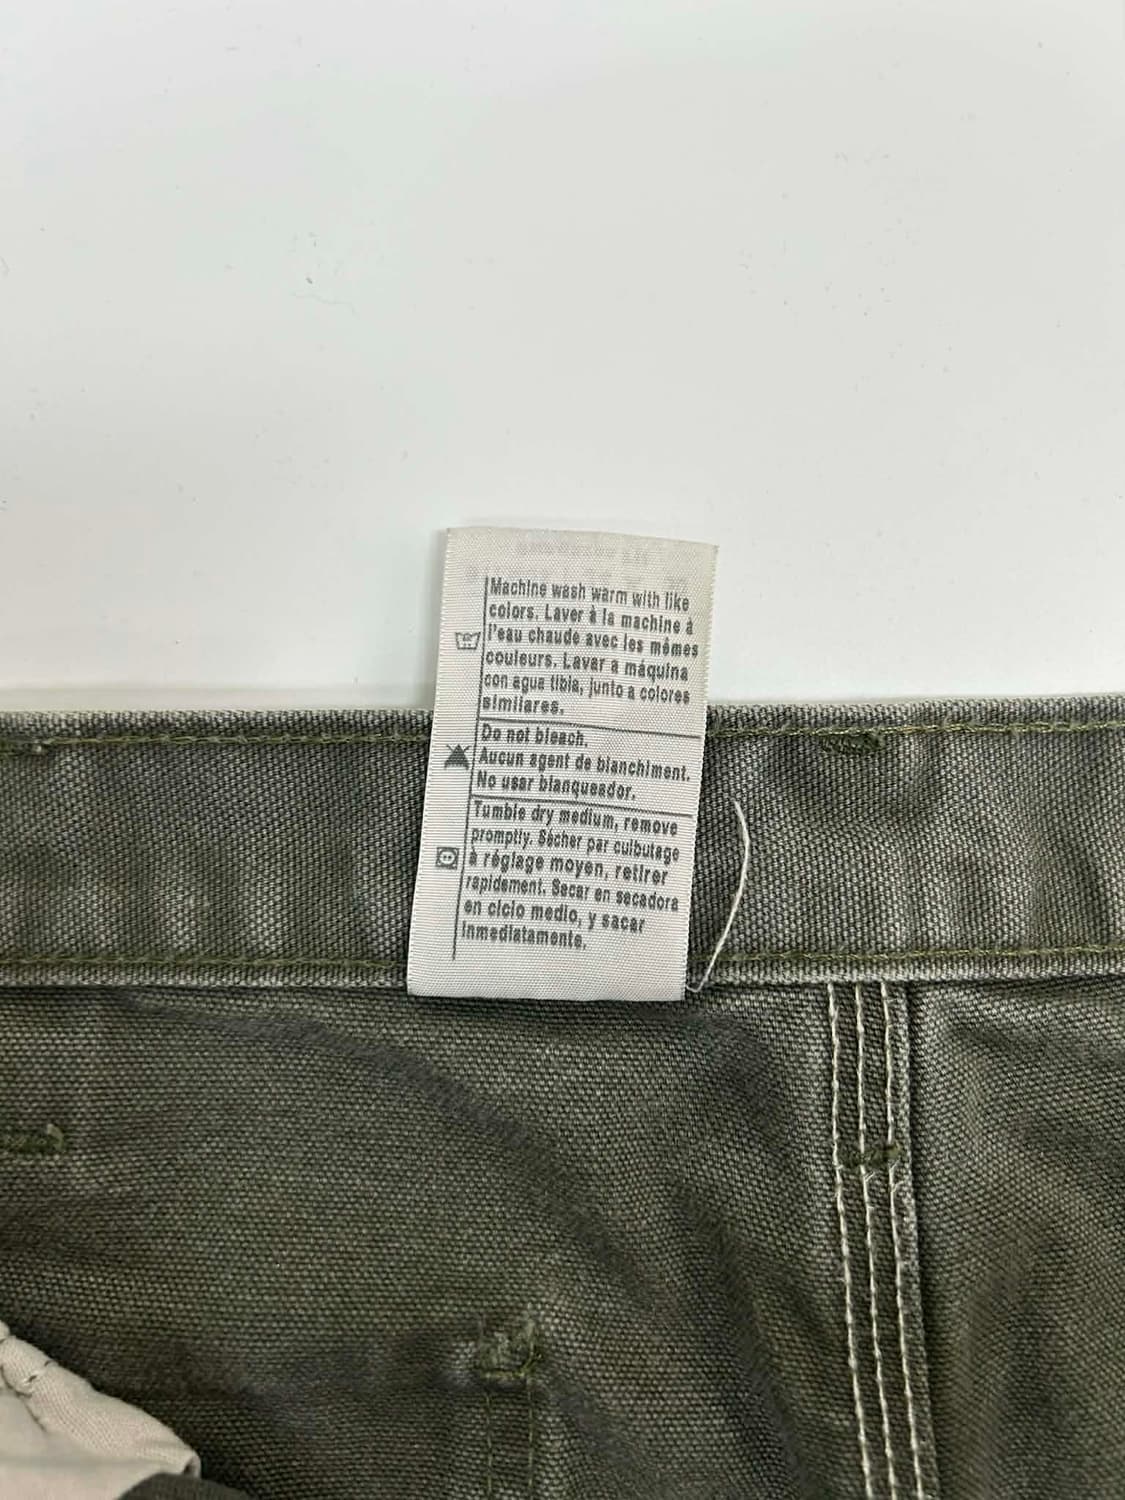 Machine wash warm with like
colors. Laver à la machine à
l'eau chaude avec les mêmes
couleurs. Lavar a máquina
con agua tibia, junto a colores
similares.
Do not bleach.
Aucun agent de blanchiment.
No usar blanqueador.
Tumble dry medium, remove
promptly. Sécher par culbutage
à réglage moyen, retirer
rapidement. Secar en secadora
en ciclo medio, y sacar
inmediatamente.